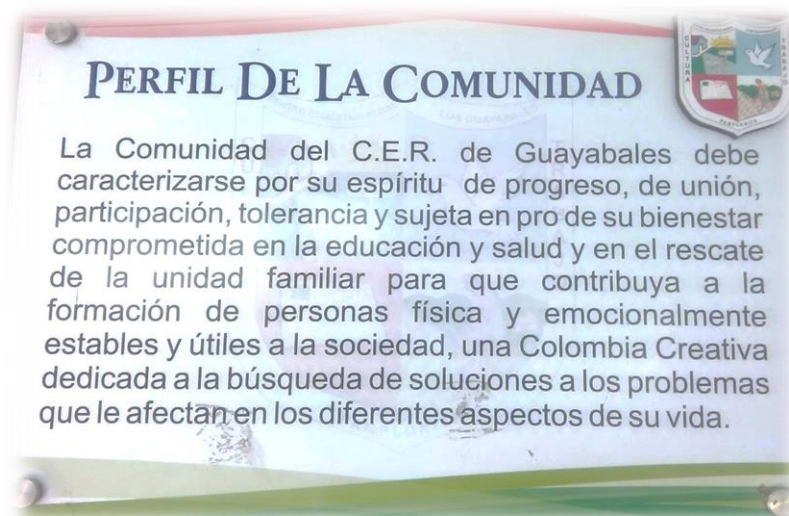 PERFIL DE LA COMUNIDAD
CULTURA
TRABAJO
La Comunidad del C.E.R. de Guayabales debe
caracterizarse por su espíritu de progreso, de unión,
participación, tolerancia y sujeta en pro de su bienestar
comprometida en la educación y salud y en el rescate
de la unidad familiar para que contribuya a la
formación de personas física y emocionalmente
estables y útiles a la sociedad, una Colombia Creativa
dedicada a la búsqueda de soluciones a los problemas
que le afectan en los diferentes aspectos de su vida.